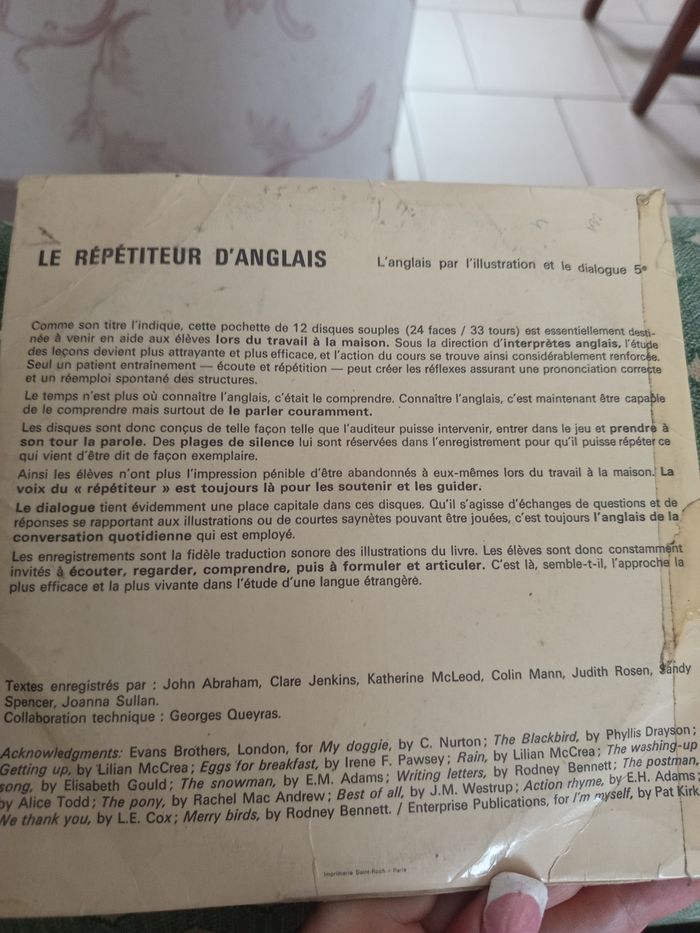 LE RÉPÉTITEUR D'ANGLAIS
L'anglais par l'illustration et le dialogue 5e
Comme son titre l'indique, cette pochette de 12 disques souples (24 faces / 33 tours) est essentiellement desti-
née à venir en aide aux élèves lors du travail à la maison. Sous la direction d'interprètes anglais, l'étude
des leçons devient plus attrayante et plus efficace, et l'action du cours se trouve ainsi considérablement renforcée.
Seul un patient entraînement — écoute et répétition — peut créer les réflexes assurant une prononciation correcte
et un réemploi spontané des structures.
Le temps n'est plus où connaître l'anglais, c'était le comprendre. Connaître l'anglais, c'est maintenant être capable
de le comprendre mais surtout de le parler couramment.
Les disques sont donc conçus de telle façon telle que l'auditeur puisse intervenir, entrer dans le jeu et prendre à
son tour la parole. Des plages de silence lui sont réservées dans l'enregistrement pour qu'il puisse répéter ce
qui vient d'être dit de façon exemplaire.
Ainsi les élèves n'ont plus l'impression pénible d'être abandonnés à eux-mêmes lors du travail à la maison. La
voix du « répétiteur » est toujours là pour les soutenir et les guider.
Le dialogue tient évidemment une place capitale dans ces disques. Qu'il s'agisse d'échanges de questions et de
réponses se rapportant aux illustrations ou de courtes saynètes pouvant être jouées, c'est toujours l'anglais de la
conversation quotidienne qui est employé.
Les enregistrements sont la fidèle traduction sonore des illustrations du livre. Les élèves sont donc constamment
invités à écouter, regarder, comprendre, puis à formuler et articuler. C'est là, semble-t-il, l'approche la
plus efficace et la plus vivante dans l'étude d'une langue étrangère.
Textes enregistrés par : John Abraham, Clare Jenkins, Katherine McLeod, Colin Mann, Judith Rosen, Sandy
Spencer, Joanna Sullan.
Collaboration technique : Georges Queyras.
Acknowledgments: Evans Brothers, London, for My doggie, by C. Nurton; The Blackbird, by Phyllis Drayson;
Getting up, by Lilian McCrea; Eggs for breakfast, by Irene F. Pawsey; Rain, by Lilian McCrea; The washing-up
song, by Elisabeth Gould; The snowman, by E.M. Adams; Writing letters, by Rodney Bennett; The postman,
by Alice Todd; The pony, by Rachel Mac Andrew; Best of all, by J.M. Westrup; Action rhyme, by E.H. Adams;
We thank you, by L.E. Cox; Merry birds, by Rodney Bennett. / Enterprise Publications, for I'm myself, by Pat Kirk
Imprimerie Saint-Roch - Paris